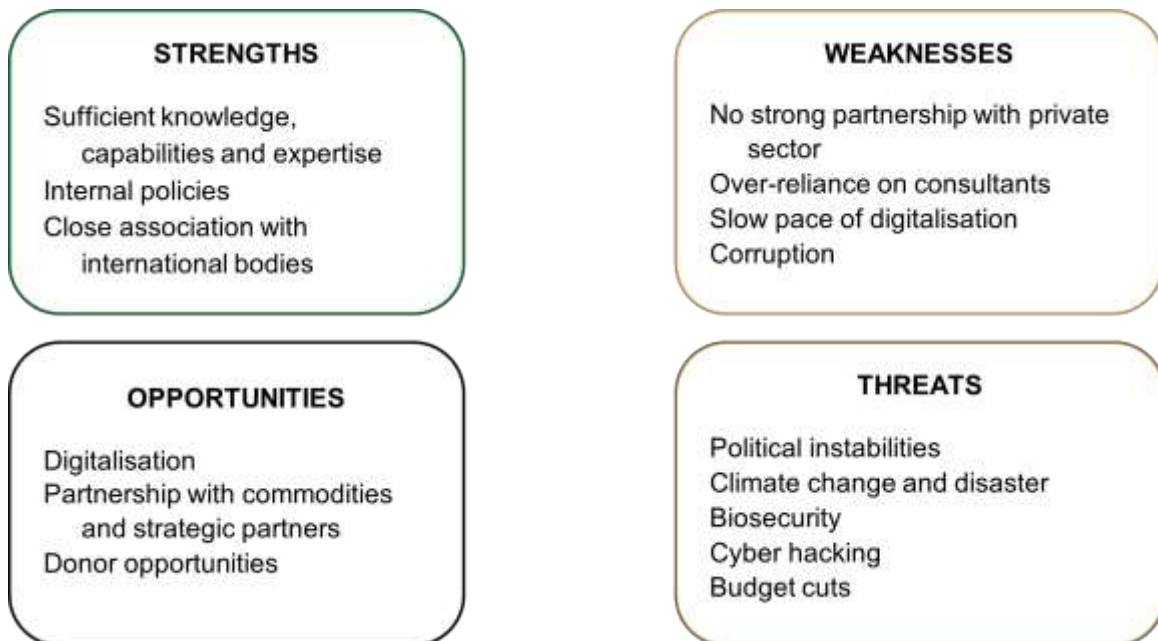 STRENGTHS
Sufficient knowledge,
capabilities and expertise
Internal policies
Close association with
international bodies
WEAKNESSES
No strong partnership with private
sector
Over-reliance on consultants
Slow pace of digitalisation
Corruption
OPPORTUNITIES
Digitalisation
Partnership with commodities
and strategic partners
Donor opportunities
THREATS
Political instabilities
Climate change and disaster
Biosecurity
Cyber hacking
Budget cuts